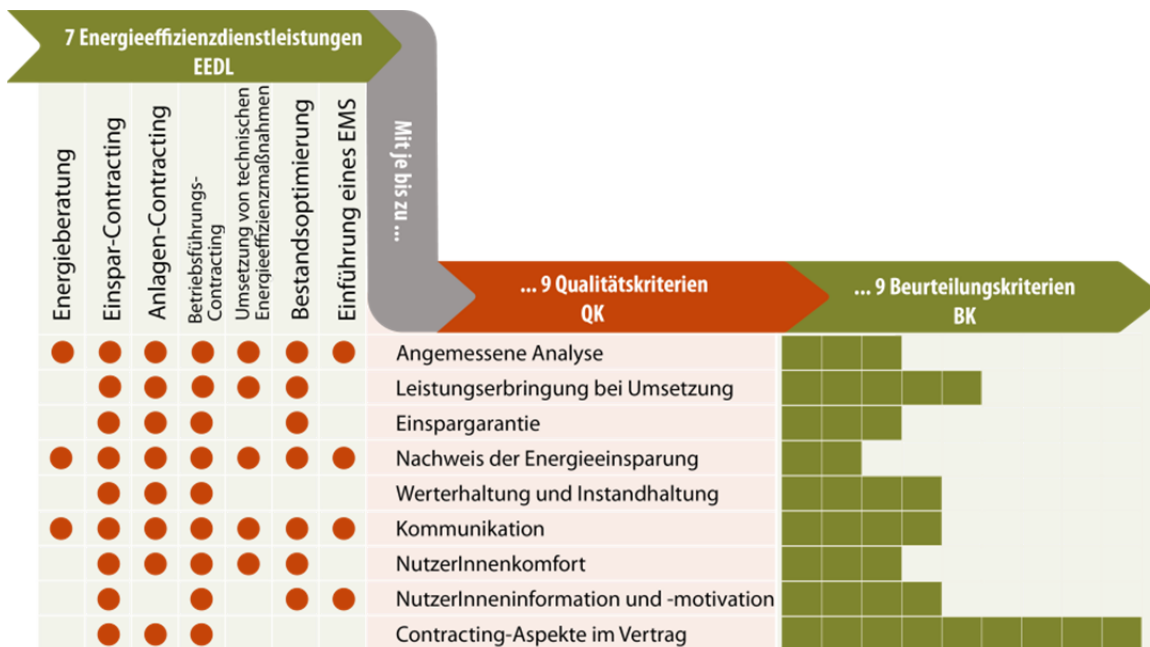 7 Energieeffizienzdienstleistungen
EEDL
Energieberatung
Einspar-Contracting
Anlagen-Contracting
Betriebsführungs-
Contracting
Umsetzung von technischen
Energieeffizienzmaßnahmen
Bestandsoptimierung
Einführung eines EMS
Mit je bis zu ...
... 9 Qualitätskriterien
QK
... 9 Beurteilungskriterien
BK
Angemessene Analyse
Leistungserbringung bei Umsetzung
Einspargarantie
Nachweis der Energieeinsparung
Werterhaltung und Instandhaltung
Kommunikation
NutzerInnenkomfort
NutzerInneninformation und -motivation
Contracting-Aspekte im Vertrag